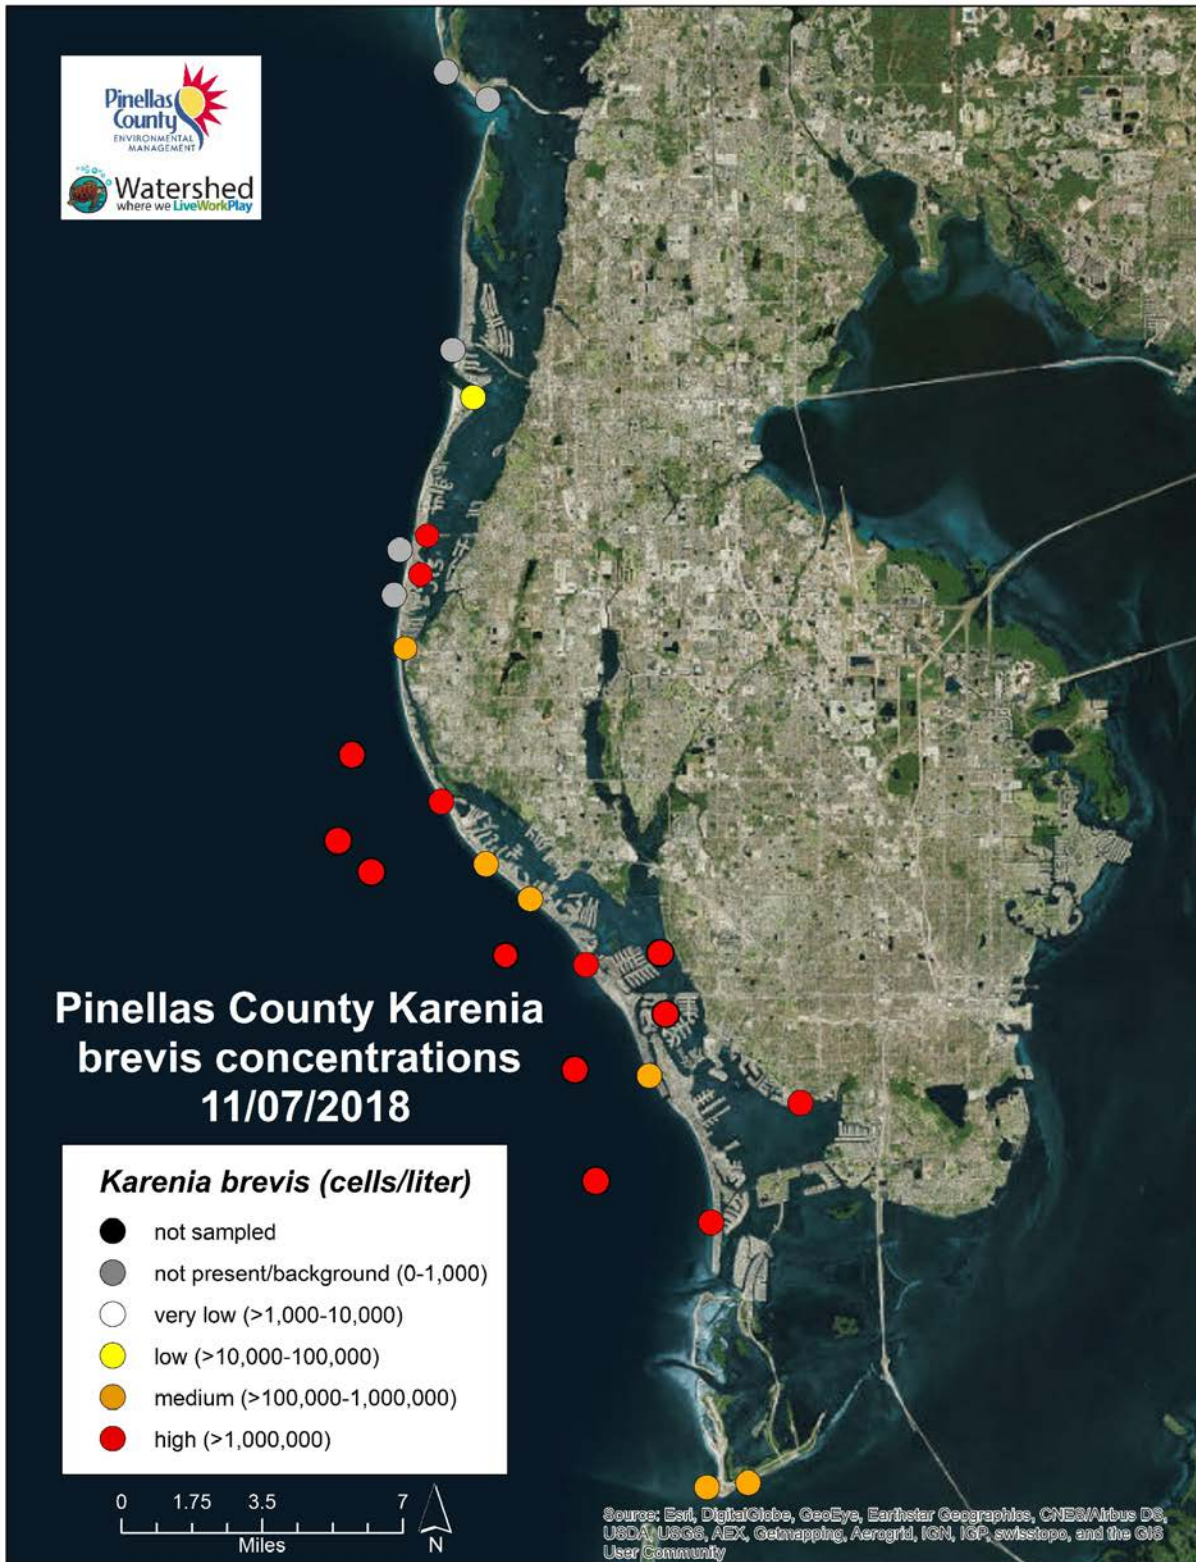 Pinellas
County
ENVIRONMENTAL
MANAGEMENT
Watershed
where we LiveWorkPlay
Pinellas County Karenia
brevis concentrations
11/07/2018
Karenia brevis (cells/liter)
not sampled
not present/background (0-1,000)
very low (>1,000-10,000)
low (>10,000-100,000)
medium (>100,000-1,000,000)
high (>1,000,000)
0 1.75 3.5 7
Miles
N
Source: Esri, DigitalGlobe, GeoEye, Earthstar Geographics, CNES/Airbus DS,
USDA, USGS, AEX, Getmapping, Aerogrid, IGN, IGP, swisstopo, and the GIS
User Community